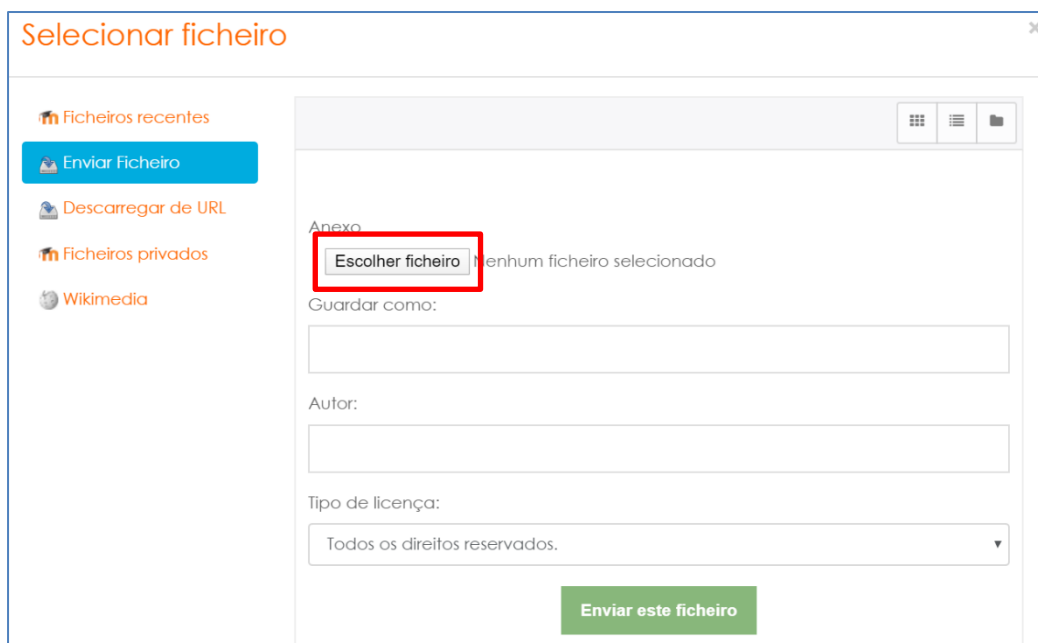 Selecionar ficheiro
Ficheiros recentes
Enviar Ficheiro
Descarregar de URL
Ficheiros privados
Wikimedia
Anexo
Escolher ficheiro Nenhum ficheiro selecionado
Guardar como:
Autor:
Tipo de licença:
Todos os direitos reservados.
Enviar este ficheiro